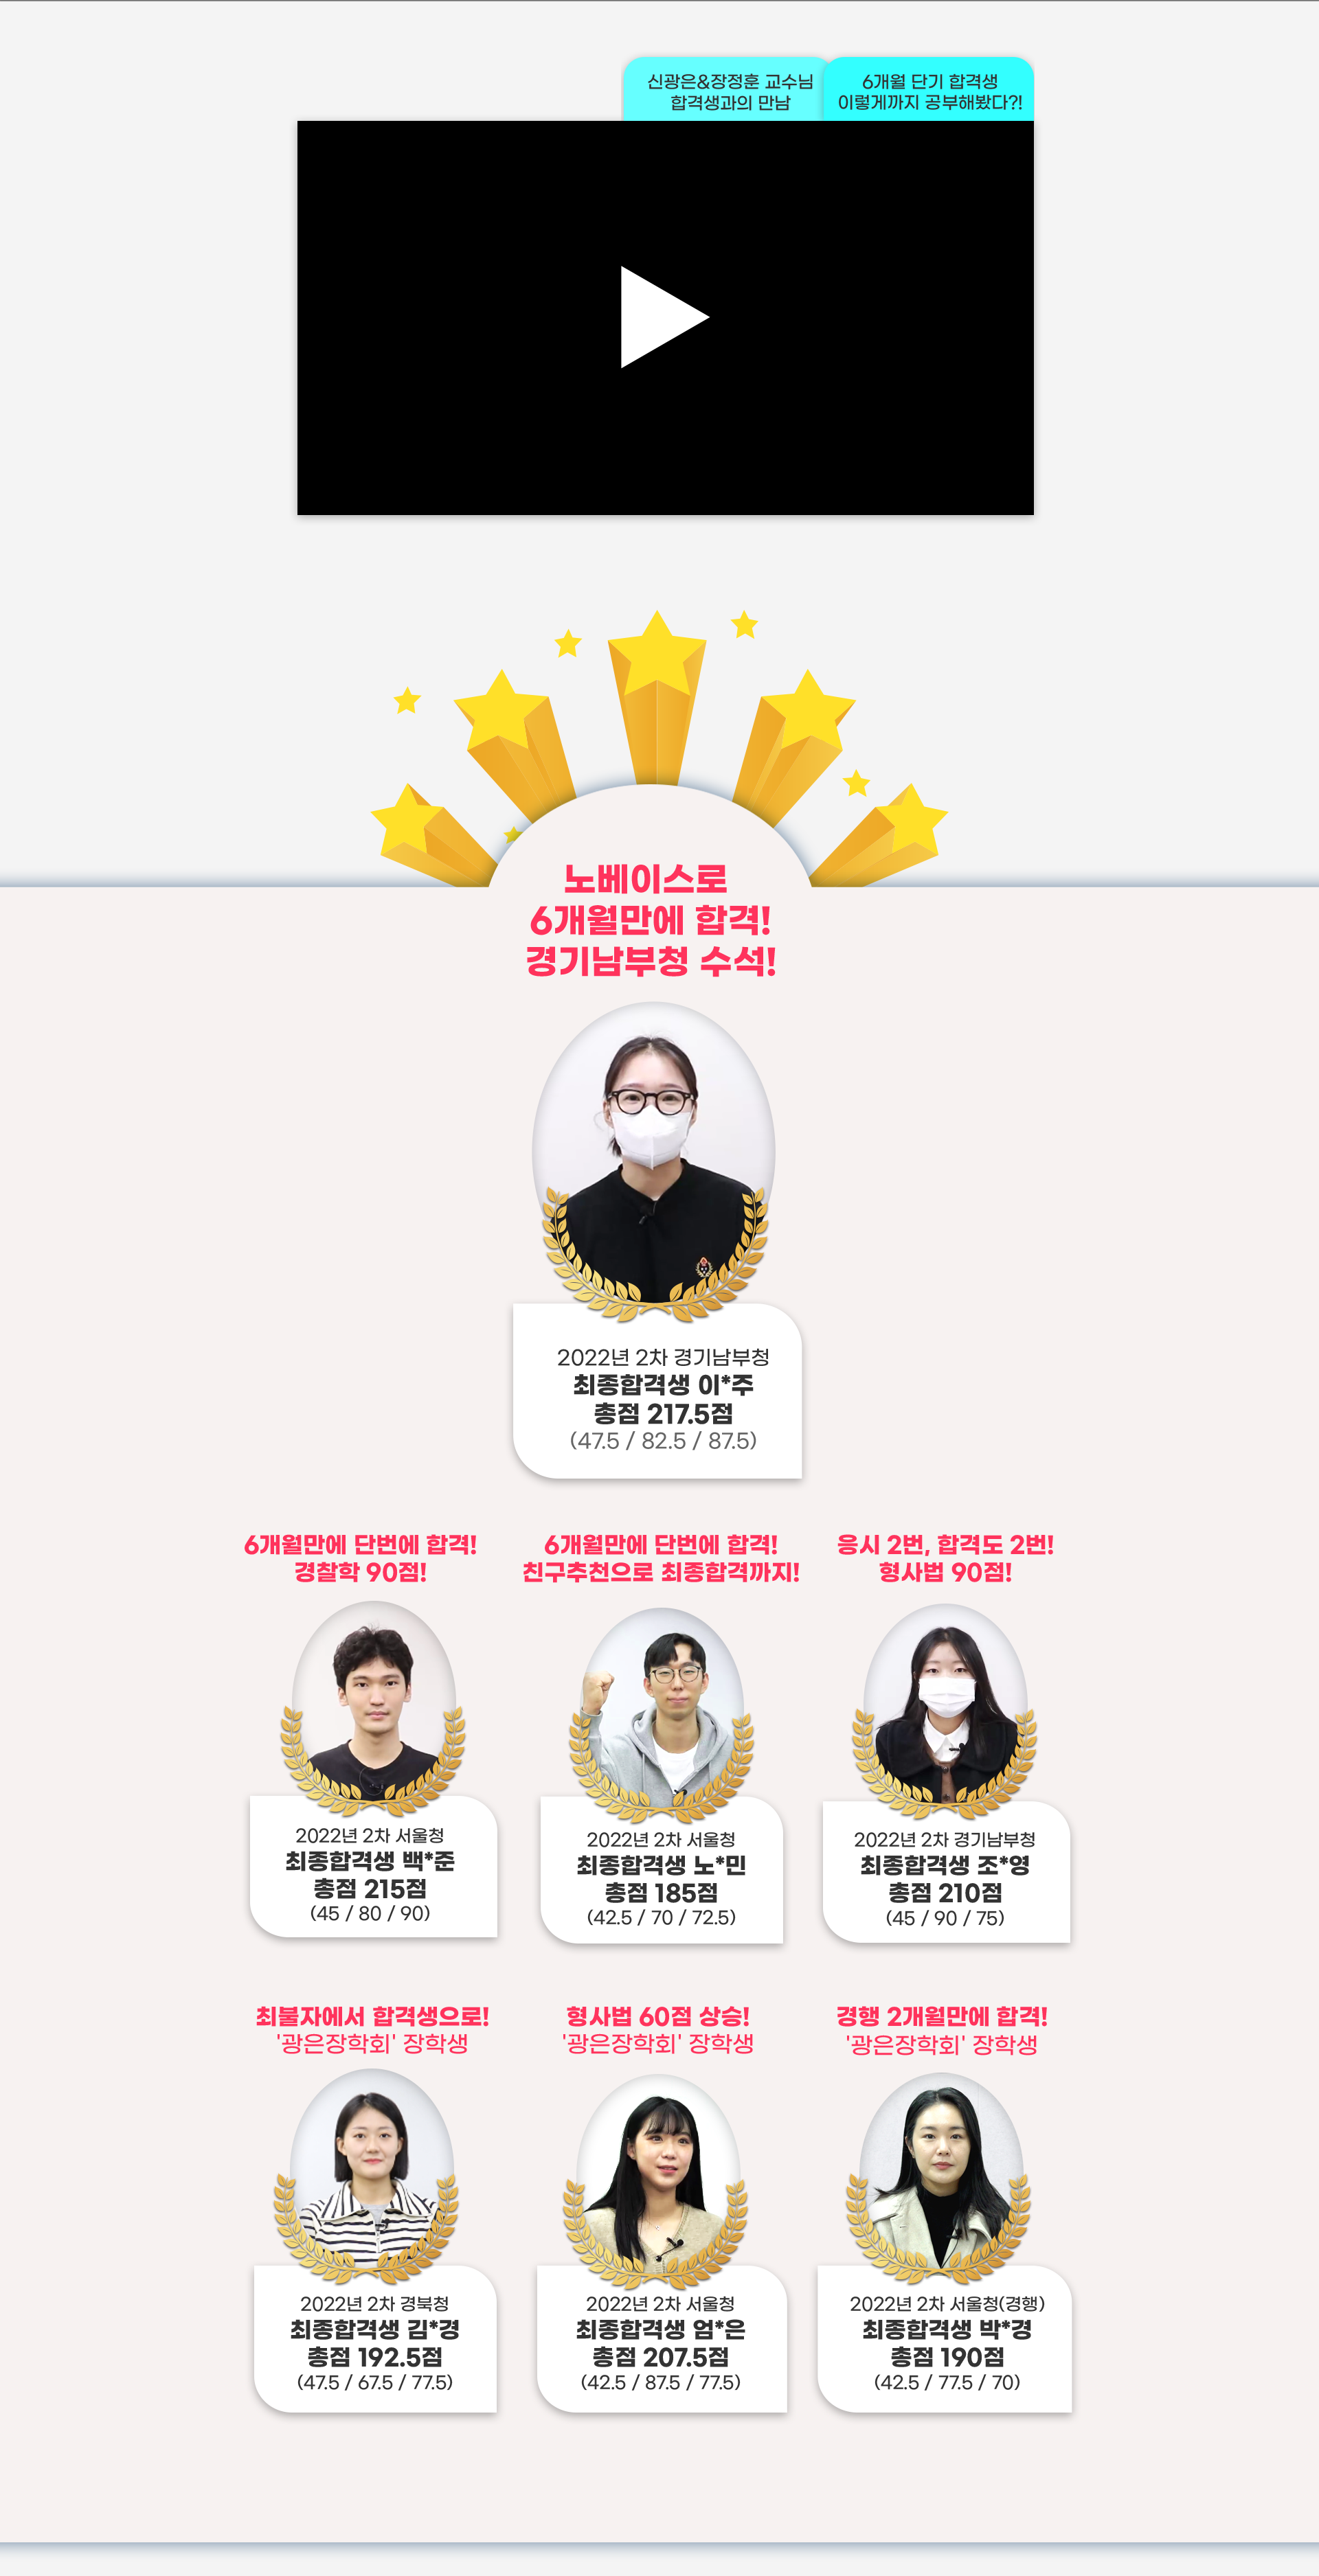 신광은&장정훈 교수님
합격생과의 만남
6개월 단기 합격생
이렇게까지 공부해봤다?!
노베이스로
6개월만에 합격!
경기남부청 수석!
2022년 2차 경기남부청
최종합격생 이*주
총점 217.5점
(47.5 / 82.5 / 87.5)
6개월만에 단번에 합격!
경찰학 90점!
2022년 2차 서울청
최종합격생 백*준
총점 215점
(45 / 80 / 90)
6개월만에 단번에 합격!
친구추천으로 최종합격까지!
2022년 2차 서울청
최종합격생 노*민
총점 185점
(42.5 / 70 / 72.5)
응시 2번, 합격도 2번!
형사법 90점!
2022년 2차 경기남부청
최종합격생 조*영
총점 210점
(45 / 90 / 75)
최불자에서 합격생으로!
'광은장학회' 장학생
2022년 2차 경북청
최종합격생 김*경
총점 192.5점
(47.5 / 67.5 / 77.5)
형사법 60점 상승!
'광은장학회' 장학생
2022년 2차 서울청
최종합격생 엄*은
총점 207.5점
(42.5 / 87.5 / 77.5)
경행 2개월만에 합격!
'광은장학회' 장학생
2022년 2차 서울청(경행)
최종합격생 박*경
총점 190점
(42.5 / 77.5 / 70)